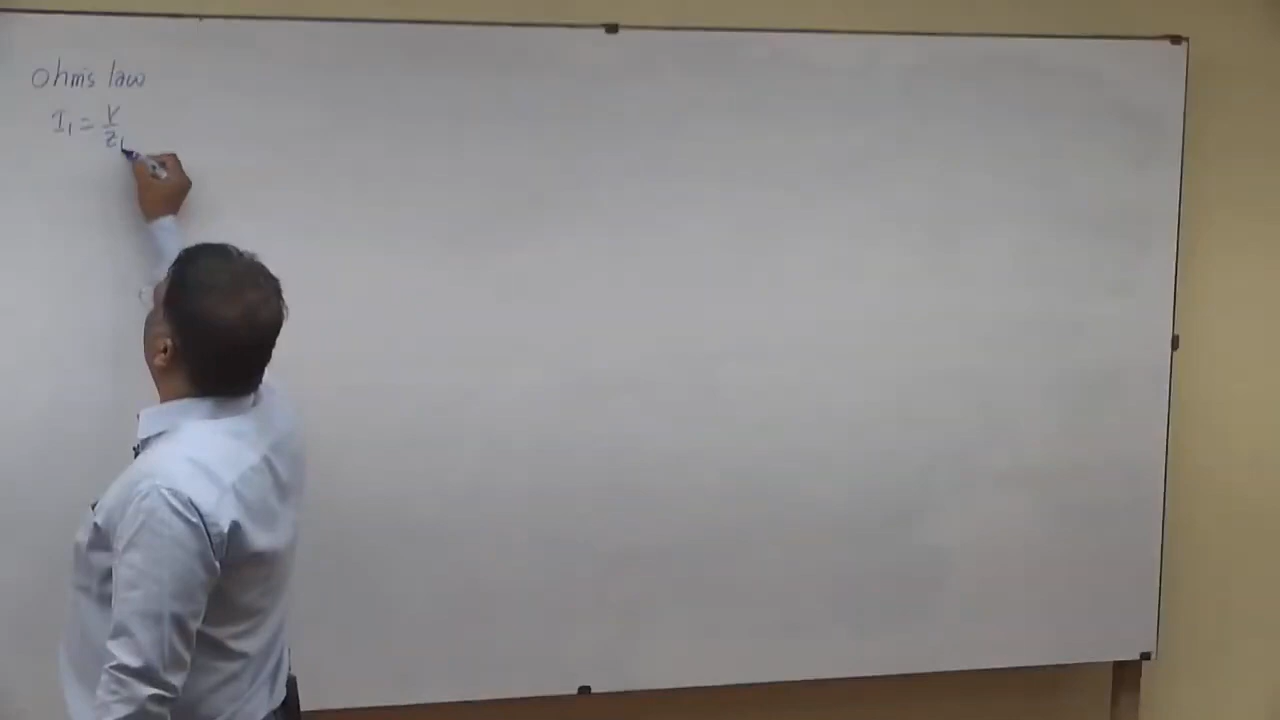 Ohm's law
I₁ = V/Z₁